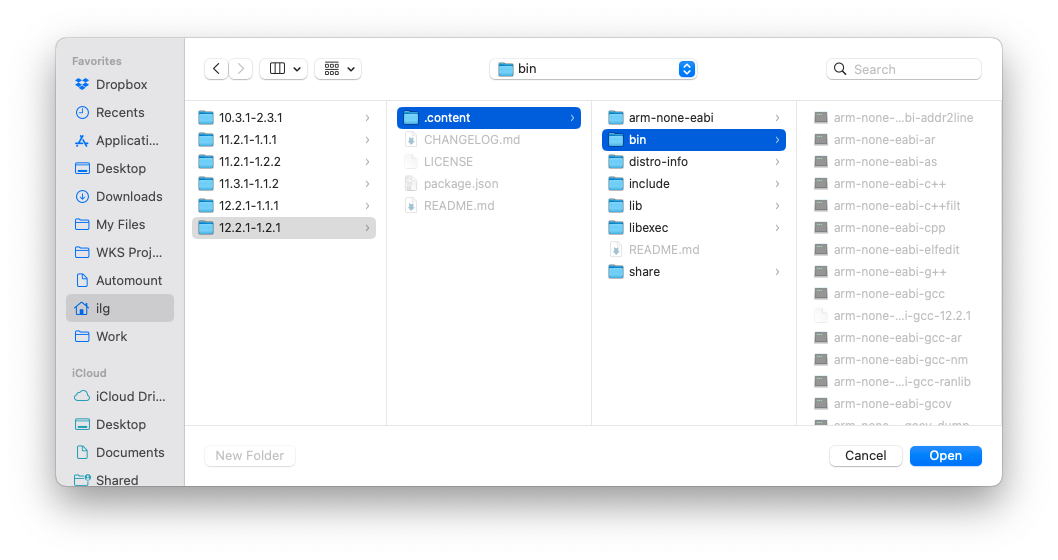 Favorites
Dropbox
Recents
Applicati...
Desktop
Downloads
My Files
WKS Proj...
Automount
ilg
Work
iCloud
iCloud Dri...
Desktop
Documents
Shared
bin
Search
10.3.1-2.3.1
11.2.1-1.1.1
11.2.1-1.2.2
11.3.1-1.1.2
12.2.1-1.1.1
12.2.1-1.2.1
.content
CHANGELOG.md
LICENSE
package.json
README.md
arm-none-eabi
bin
distro-info
include
lib
libexec
README.md
share
arm-none-...bi-addr2line
arm-none-eabi-ar
arm-none-eabi-as
arm-none-eabi-c++
arm-none-eabi-c++filt
arm-none-eabi-cpp
arm-none-eabi-elfedit
arm-none-eabi-g++
arm-none-eabi-gcc
arm-none-...i-gcc-12.2.1
arm-none-eabi-gcc-ar
arm-none-eabi-gcc-nm
arm-none-...i-gcc-ranlib
arm-none-eabi-gcov
New Folder
Cancel
Open